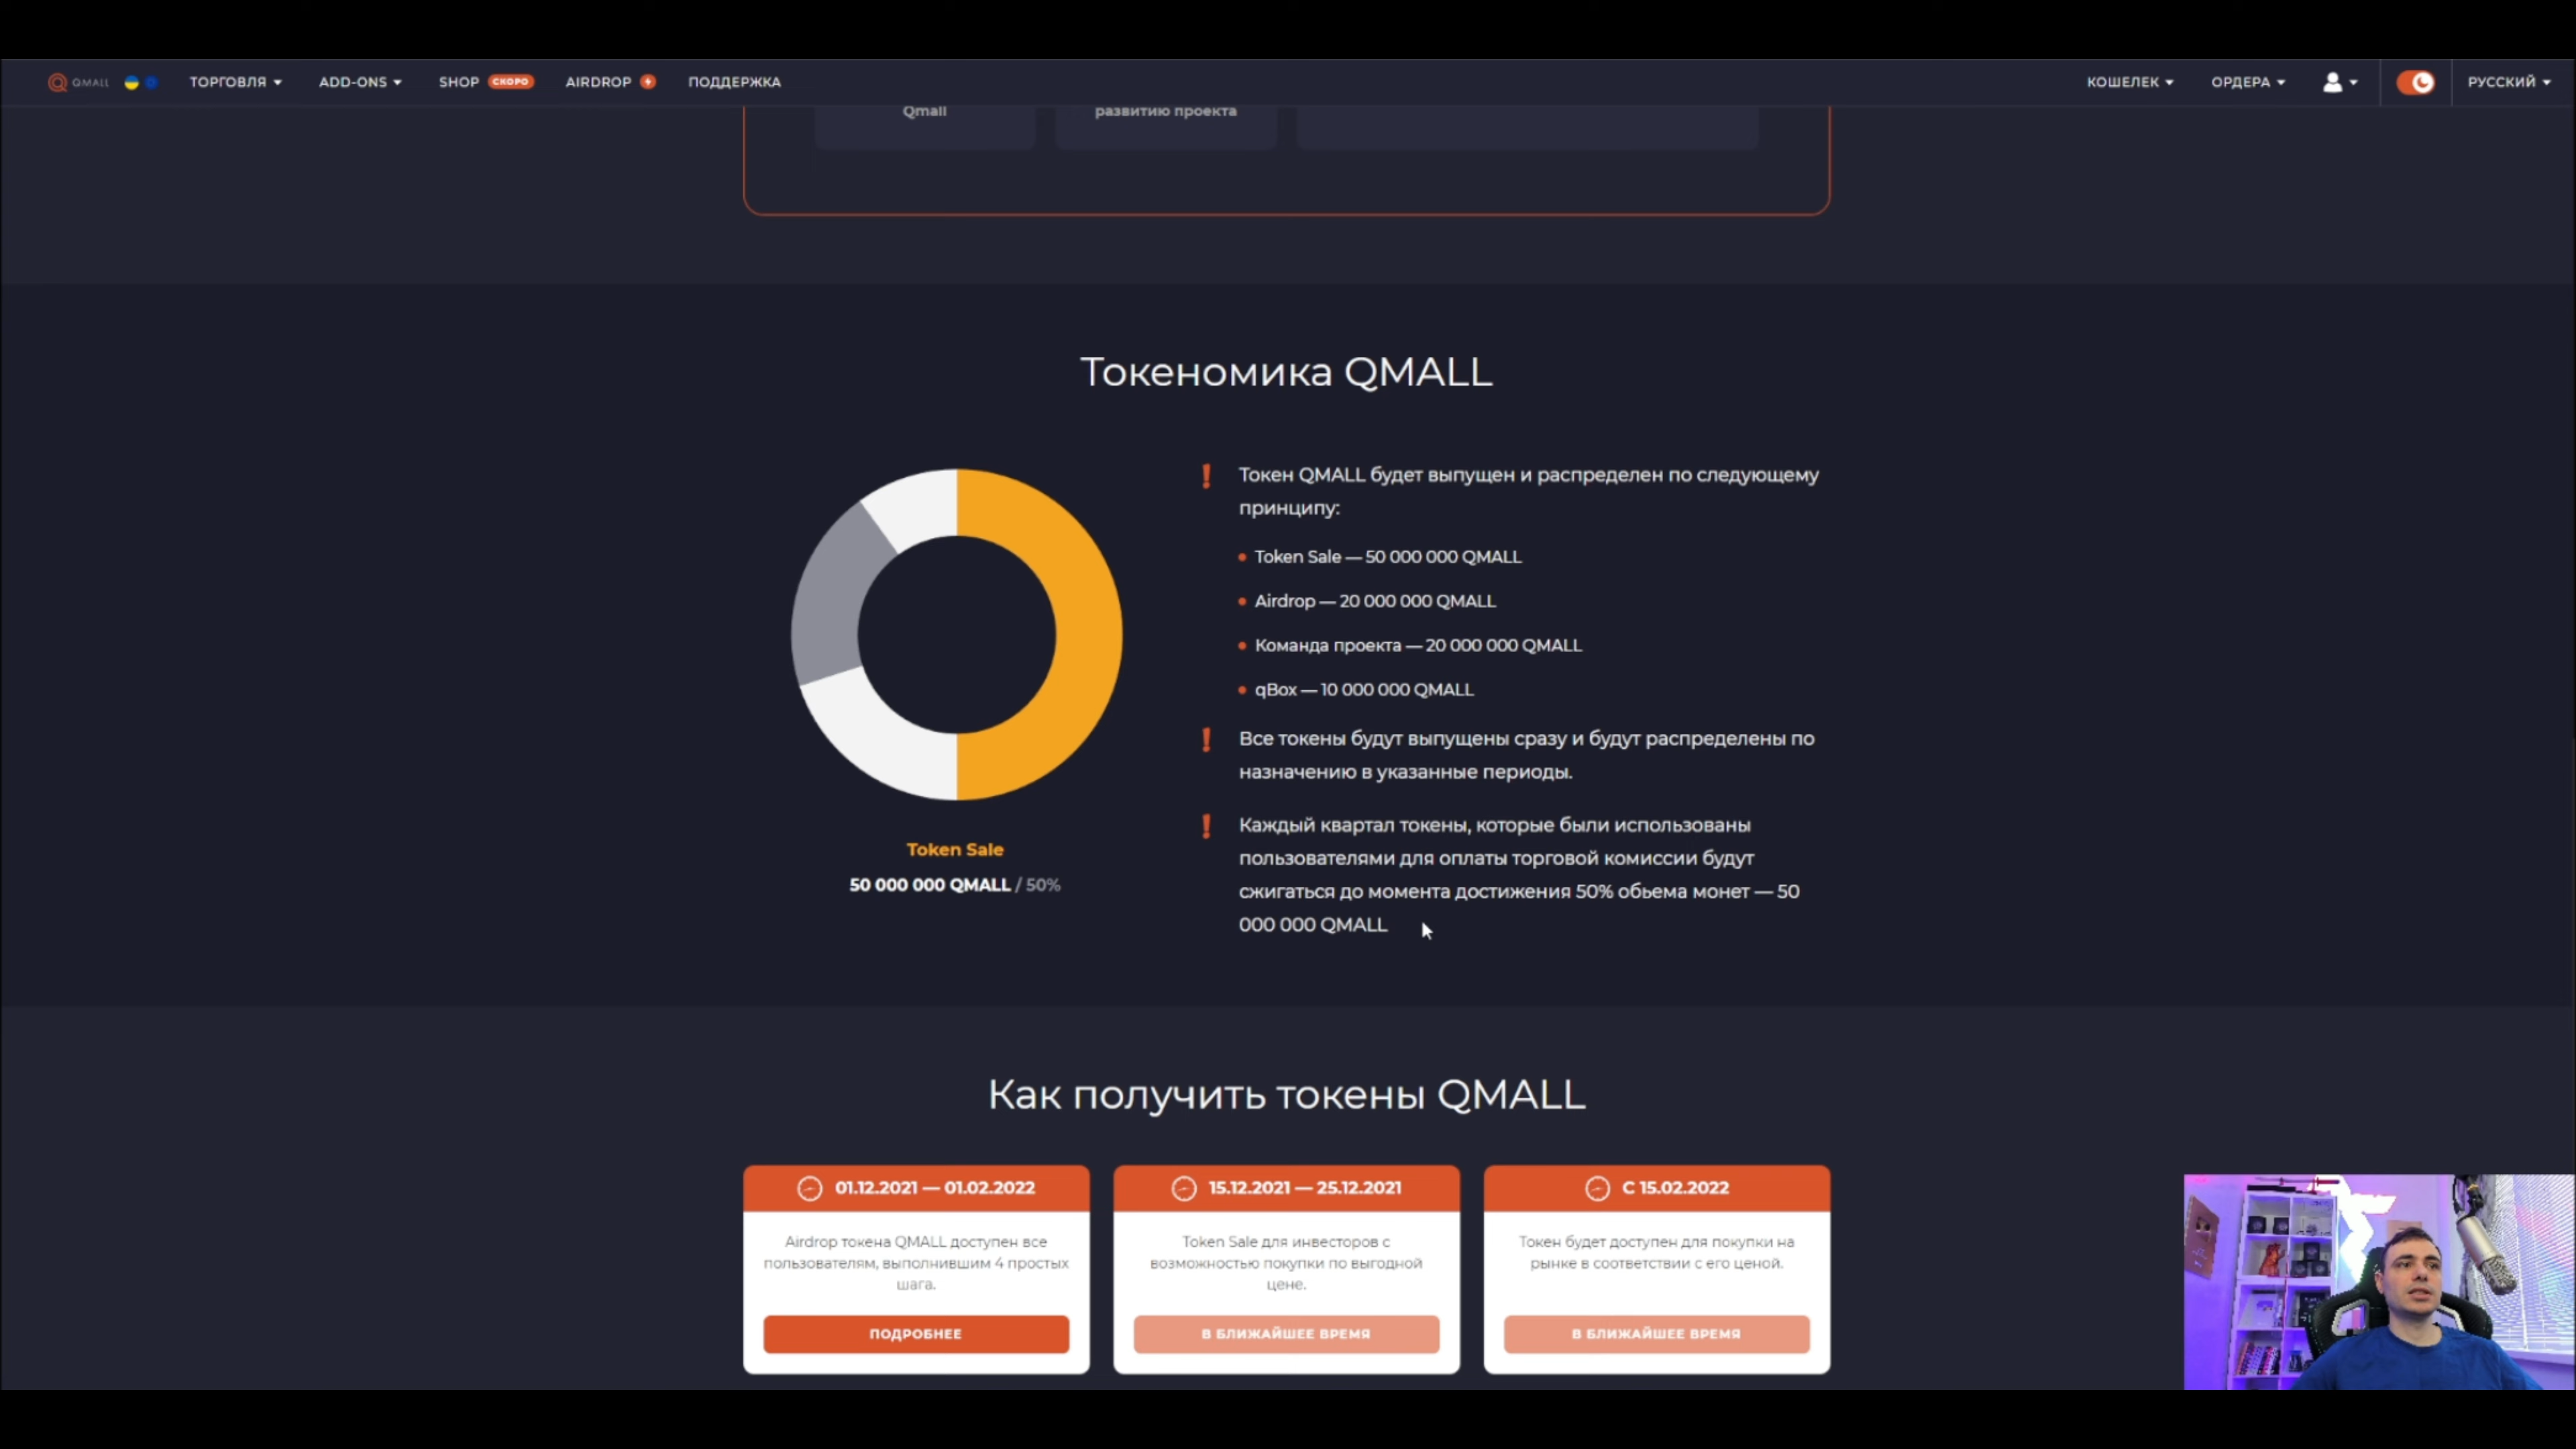 QMALL
ТОРГОВЛЯ
ADD-ONS
SHOP СКОРО
AIRDROP
ПОДДЕРЖКА
КОШЕЛЕК
ОРДЕРА
РУССКИЙ
Qmall
развитию проекта
Токеномика QMALL
Токен QMALL будет выпущен и распределен по следующему
принципу:
Token Sale — 50 000 000 QMALL
Airdrop — 20 000 000 QMALL
Команда проекта — 20 000 000 QMALL
qBox — 10 000 000 QMALL
Все токены будут выпущены сразу и будут распределены по
назначению в указанные периоды.
Каждый квартал токены, которые были использованы
пользователями для оплаты торговой комиссии будут
сжигаться до момента достижения 50% обьема монет — 50
000 000 QMALL
Token Sale
50 000 000 QMALL / 50%
Как получить токены QMALL
01.12.2021 — 01.02.2022
Airdrop токена QMALL доступен все
пользователям, выполнившим 4 простых
шага.
ПОДРОБНЕЕ
15.12.2021 — 25.12.2021
Token Sale для инвесторов с
возможностью покупки по выгодной
цене.
В БЛИЖАЙШЕЕ ВРЕМЯ
С 15.02.2022
Токен будет доступен для покупки на
рынке в соответствии с его ценой.
В БЛИЖАЙШЕЕ ВРЕМЯ